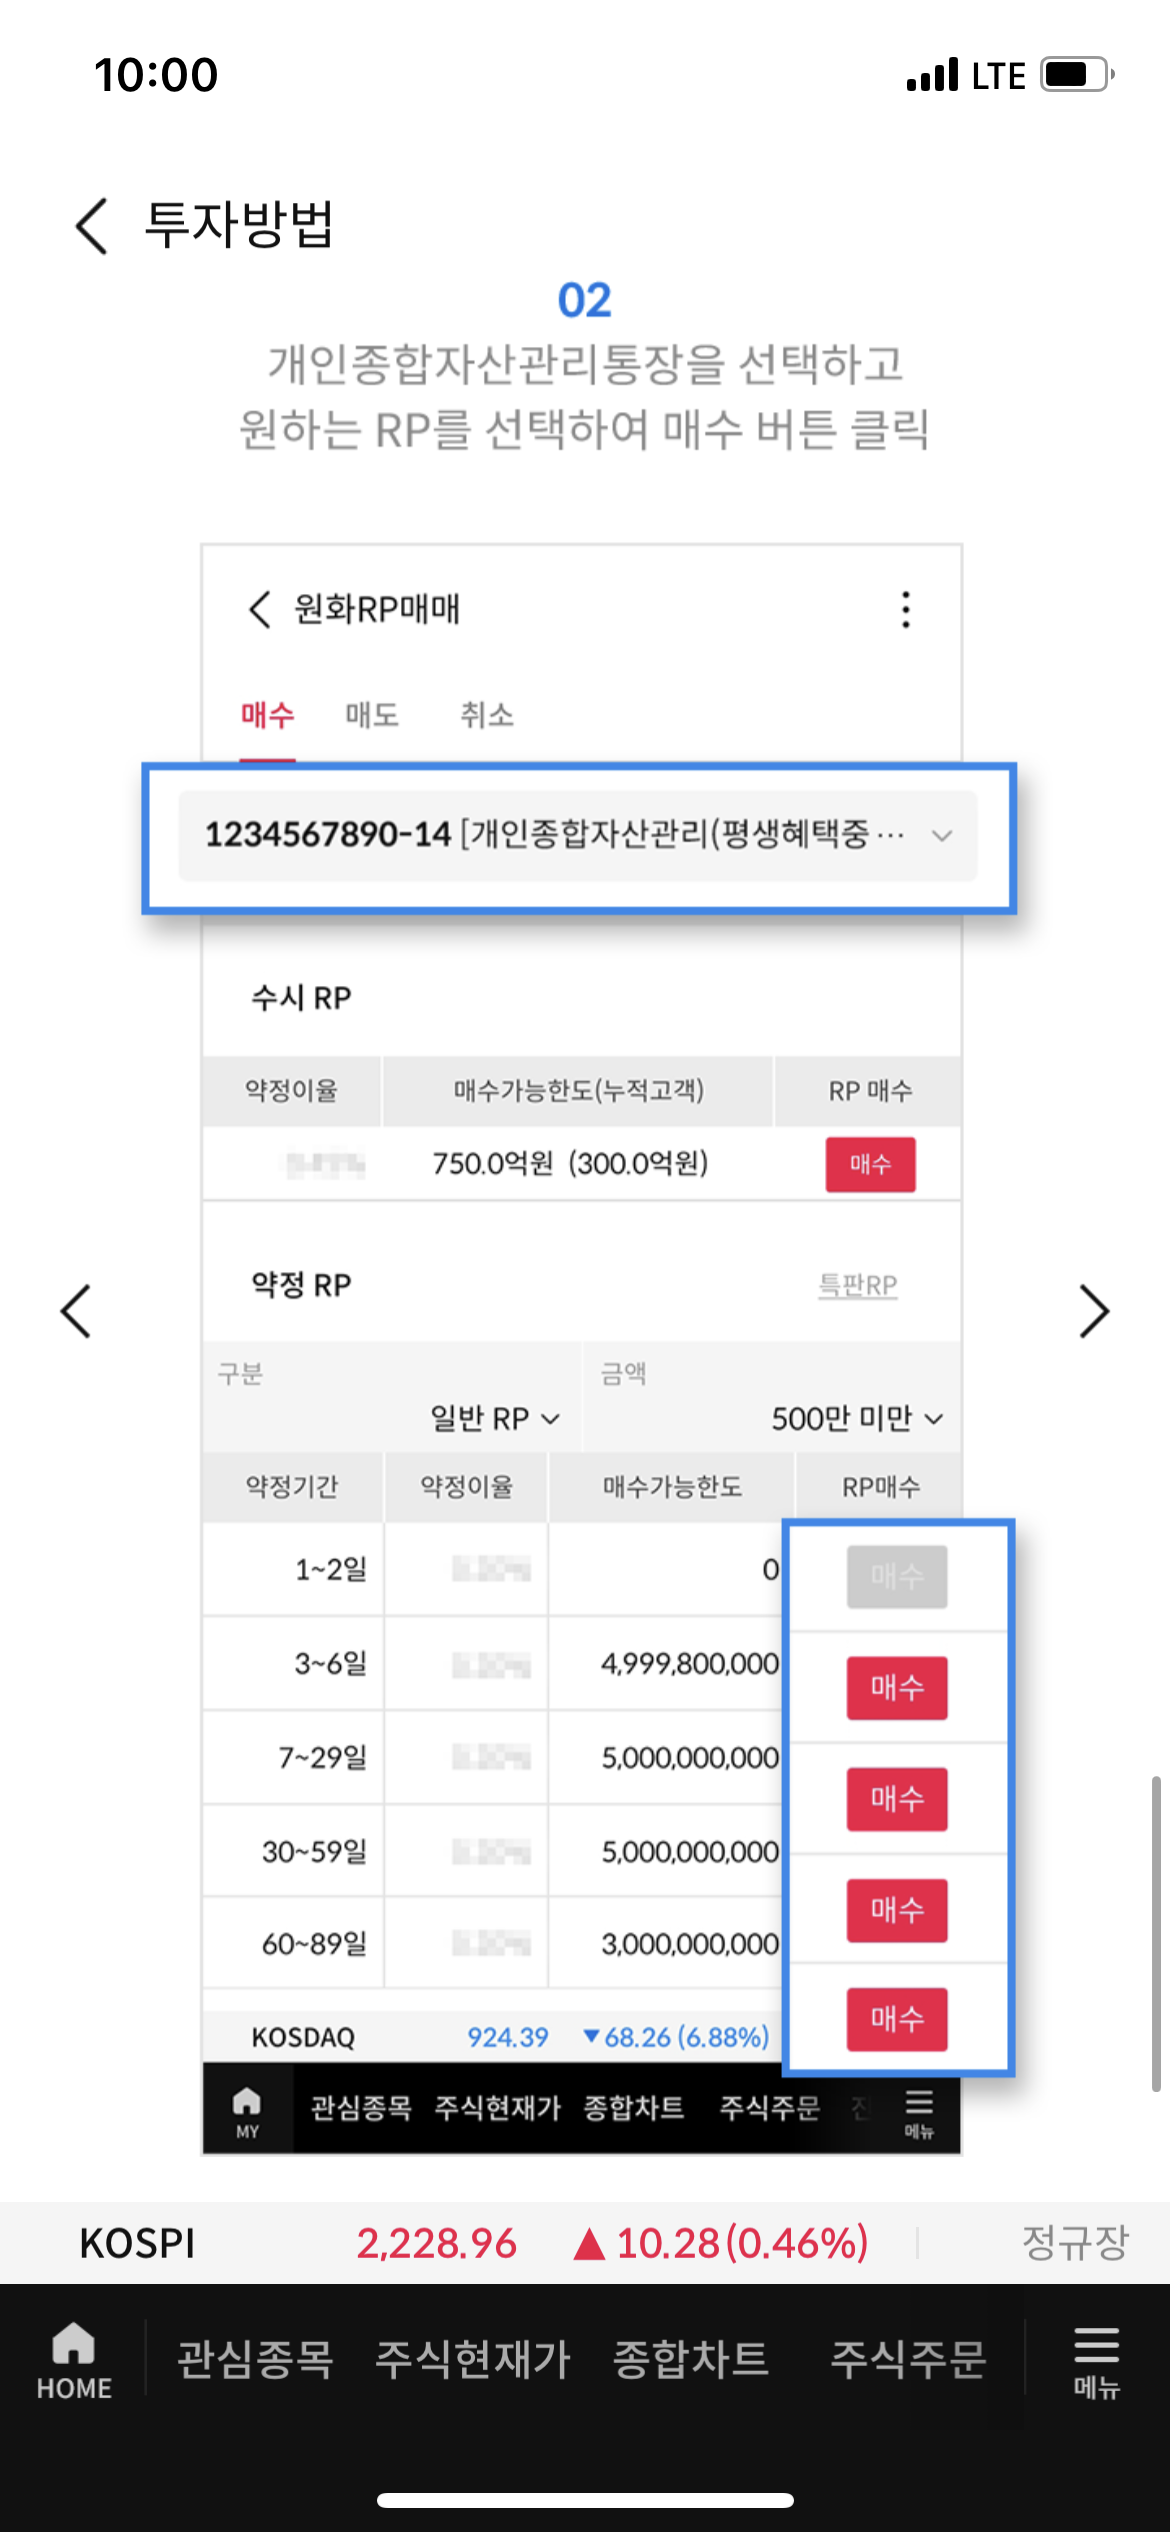 10:00 LTE
투자방법
02
개인종합자산관리통장을 선택하고
원하는 RP를 선택하여 매수 버튼 클릭
원화RP매매
매수 매도 취소
1234567890-14 [개인종합자산관리(평생혜택중 ···
수시 RP
약정이율 매수가능한도(누적고객) RP 매수
750.0억원 (300.0억원) 매수
약정 RP 특판RP
구분 금액
일반 RP 500만 미만
약정기간 약정이율 매수가능한도 RP매수
1~2일 0 매수
3~6일 4,999,800,000 매수
7~29일 5,000,000,000 매수
30~59일 5,000,000,000 매수
60~89일 3,000,000,000 매수
KOSDAQ 924.39 ▼68.26 (6.88%)
MY 관심종목 주식현재가 종합차트 주식주문 메뉴
KOSPI 2,228.96 ▲10.28(0.46%) 정규장
HOME 관심종목 주식현재가 종합차트 주식주문 메뉴